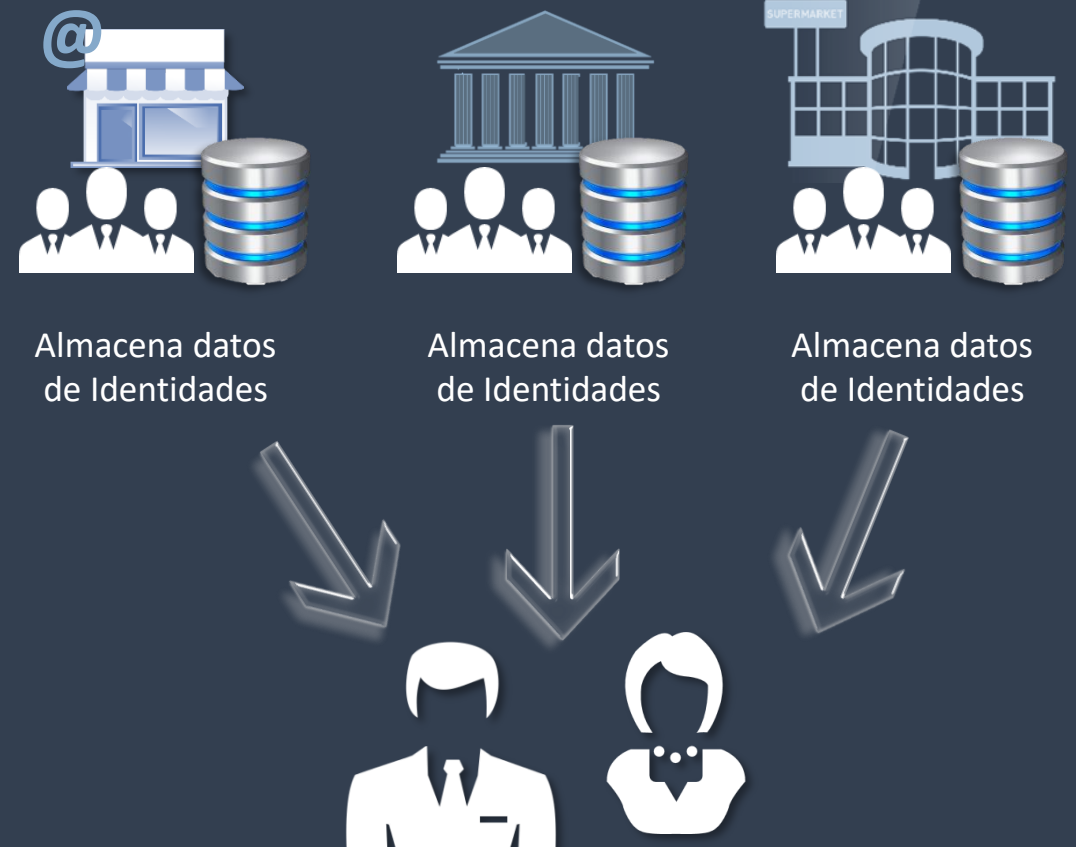 @
SUPERMARKET
Almacena datos
de Identidades
Almacena datos
de Identidades
Almacena datos
de Identidades